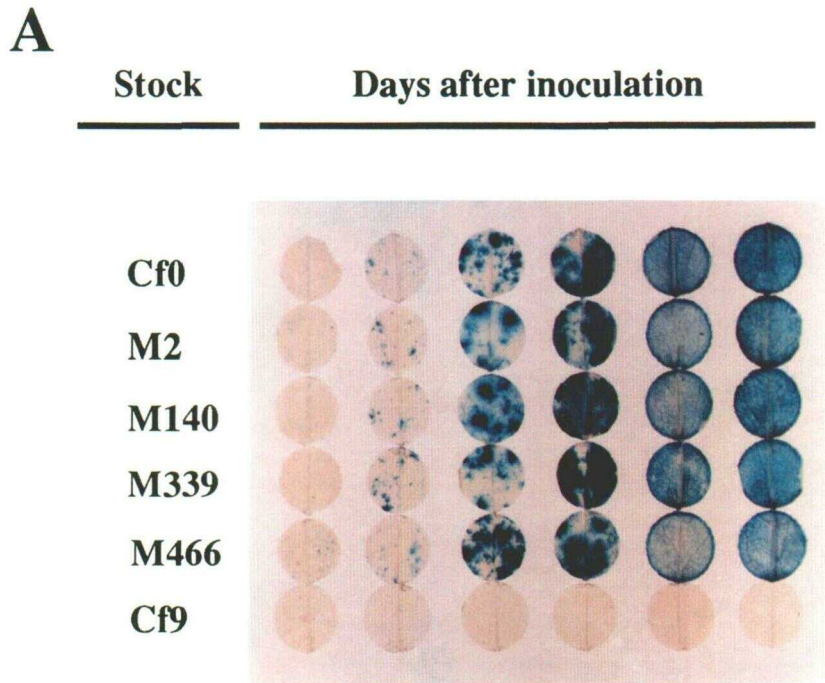 A
Stock Days after inoculation
Cf0
M2
M140
M339
M466
Cf9